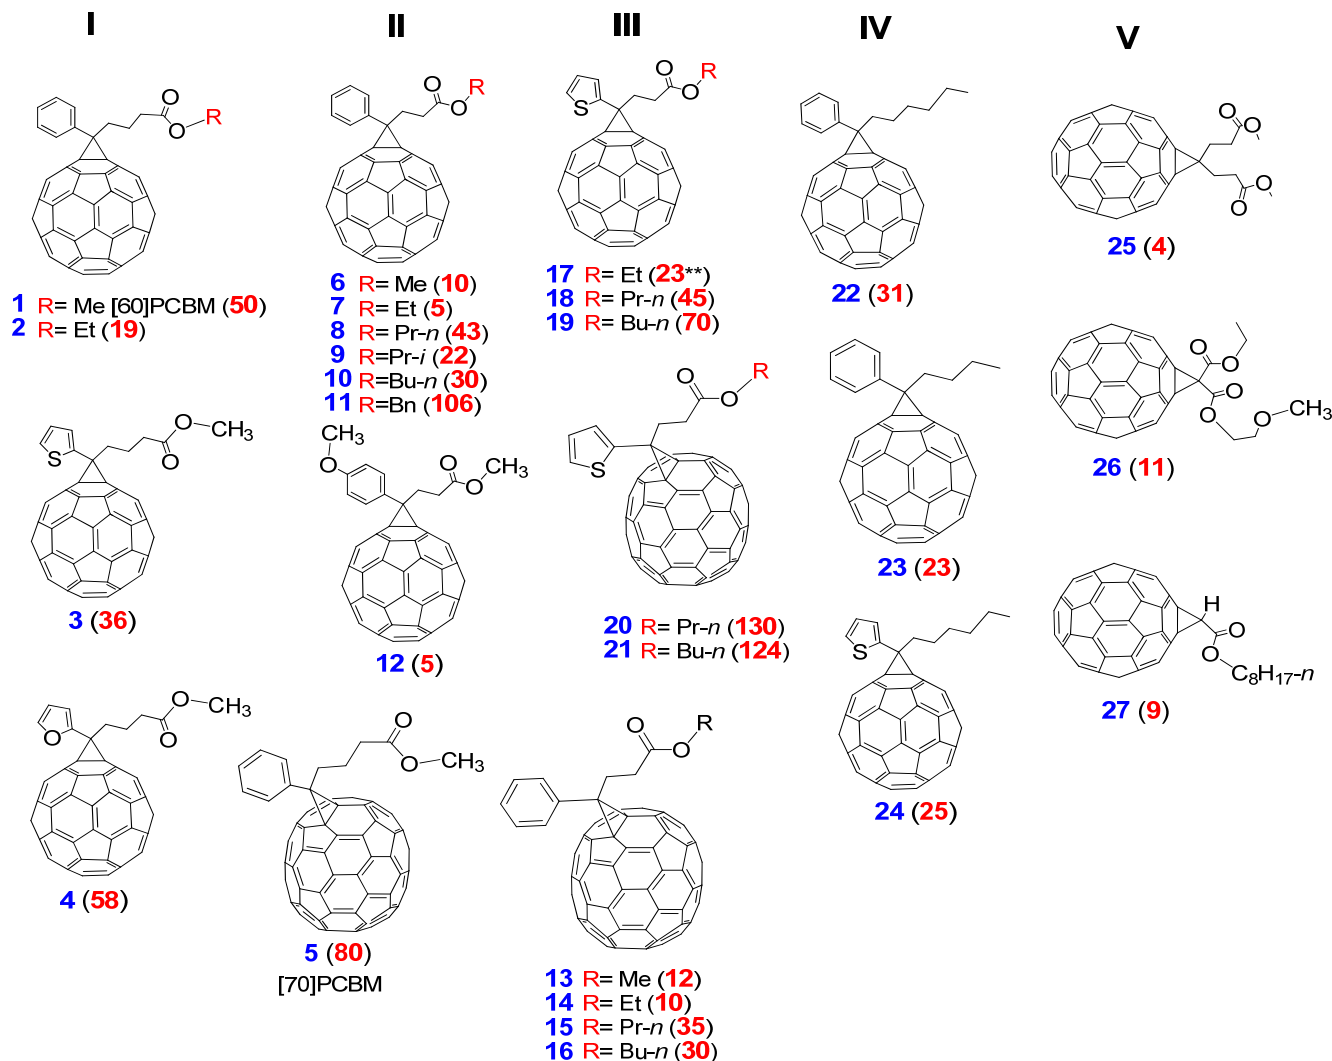 I II III IV V
O
O
R
1 R= Me [60]PCBM (50)
2 R= Et (19)
S
O
CH3
O
3 (36)
O
O
CH3
O
4 (58)
O
O
R
6 R= Me (10)
7 R= Et (5)
8 R= Pr-n (43)
9 R=Pr-i (22)
10 R=Bu-n (30)
11 R=Bn (106)
CH3
O
O
O
CH3
12 (5)
O
O
CH3
5 (80)
[70]PCBM
S
O
O
R
17 R= Et (23**)
18 R= Pr-n (45)
19 R= Bu-n (70)
S
O
O
R
20 R= Pr-n (130)
21 R= Bu-n (124)
O
O
R
13 R= Me (12)
14 R= Et (10)
15 R= Pr-n (35)
16 R= Bu-n (30)
22 (31)
23 (23)
S
24 (25)
O
O
O
O
25 (4)
O
O
O
O
O
CH3
26 (11)
H
O
O
C8H17-n
27 (9)